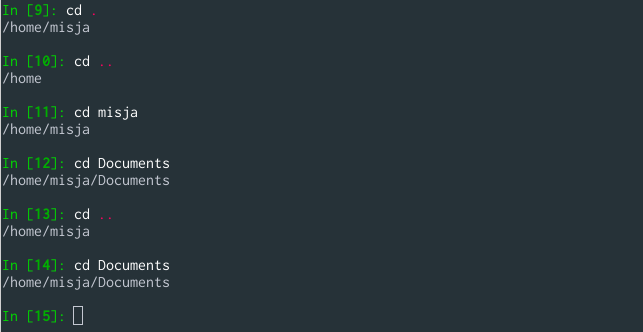 In [9]: cd .
/home/misja
In [10]: cd ..
/home
In [11]: cd misja
/home/misja
In [12]: cd Documents
/home/misja/Documents
In [13]: cd ..
/home/misja
In [14]: cd Documents
/home/misja/Documents
In [15]: